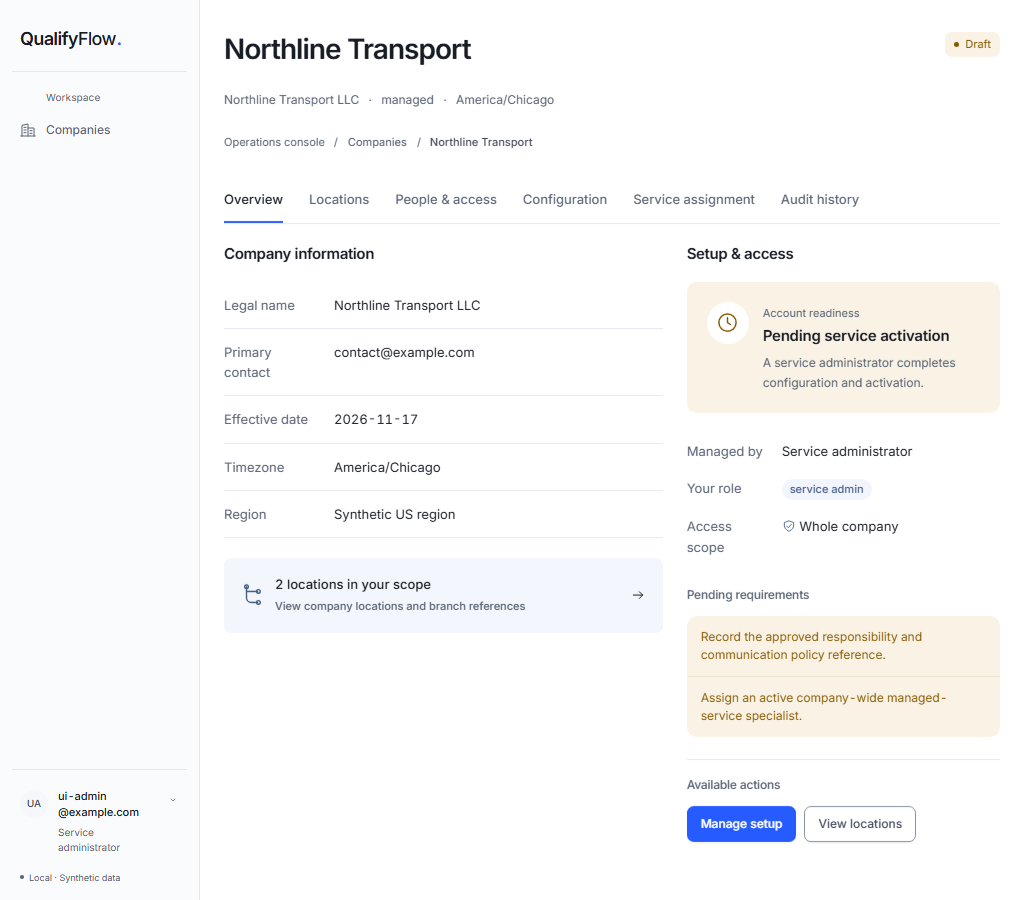 QualifyFlow.
Workspace
Companies
ui-admin
@example.com
UA
Service
administrator
Local · Synthetic data
Northline Transport
Draft
Northline Transport LLC · managed · America/Chicago
Operations console / Companies / Northline Transport
Overview Locations People & access Configuration Service assignment Audit history
Company information
Legal name Northline Transport LLC
Primary
contact
contact@example.com
Effective date 2026-11-17
Timezone America/Chicago
Region Synthetic US region
2 locations in your scope
View company locations and branch references
Setup & access
Account readiness
Pending service activation
A service administrator completes
configuration and activation.
Managed by Service administrator
Your role service admin
Access
scope
Whole company
Pending requirements
Record the approved responsibility and
communication policy reference.
Assign an active company-wide managed-
service specialist.
Available actions
Manage setup View locations